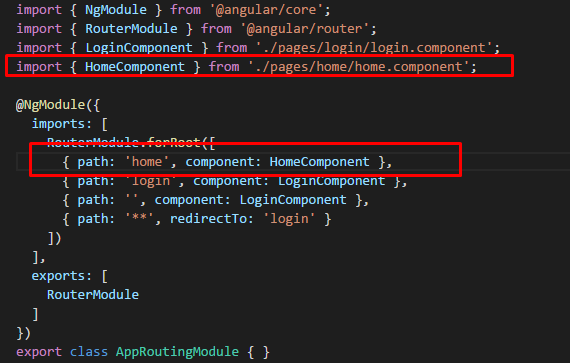 import { NgModule } from '@angular/core';
import { RouterModule } from '@angular/router';
import { LoginComponent } from './pages/login/login.component';
import { HomeComponent } from './pages/home/home.component';
@NgModule({
imports: [
RouterModule.forRoot([
{ path: 'home', component: HomeComponent },
{ path: 'login', component: LoginComponent },
{ path: '', component: LoginComponent },
{ path: '**', redirectTo: 'login' }
])
],
exports: [
RouterModule
]
})
export class AppRoutingModule { }